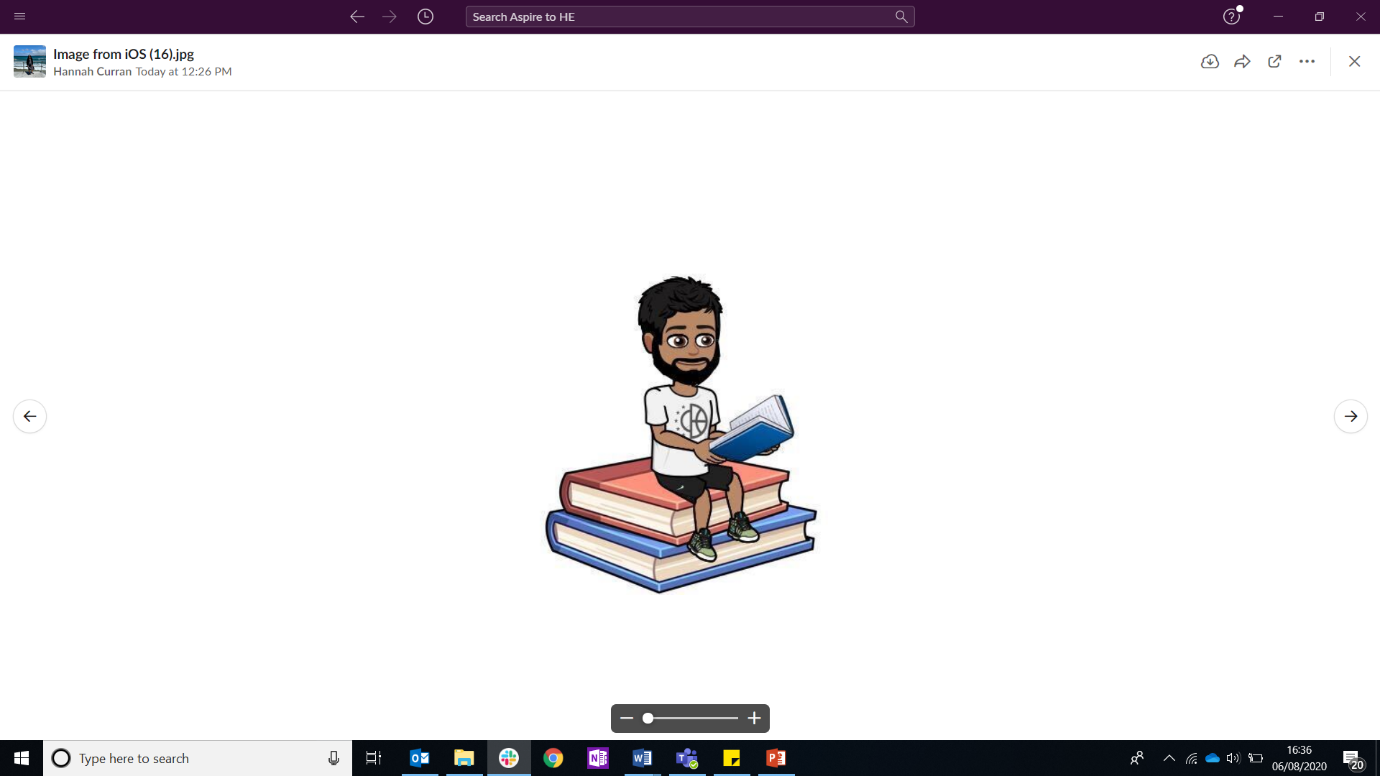 Search Aspire to HE
Image from iOS (16).jpg
Hannah Curran Today at 12:26 PM
Type here to search
16:36
06/08/2020
20